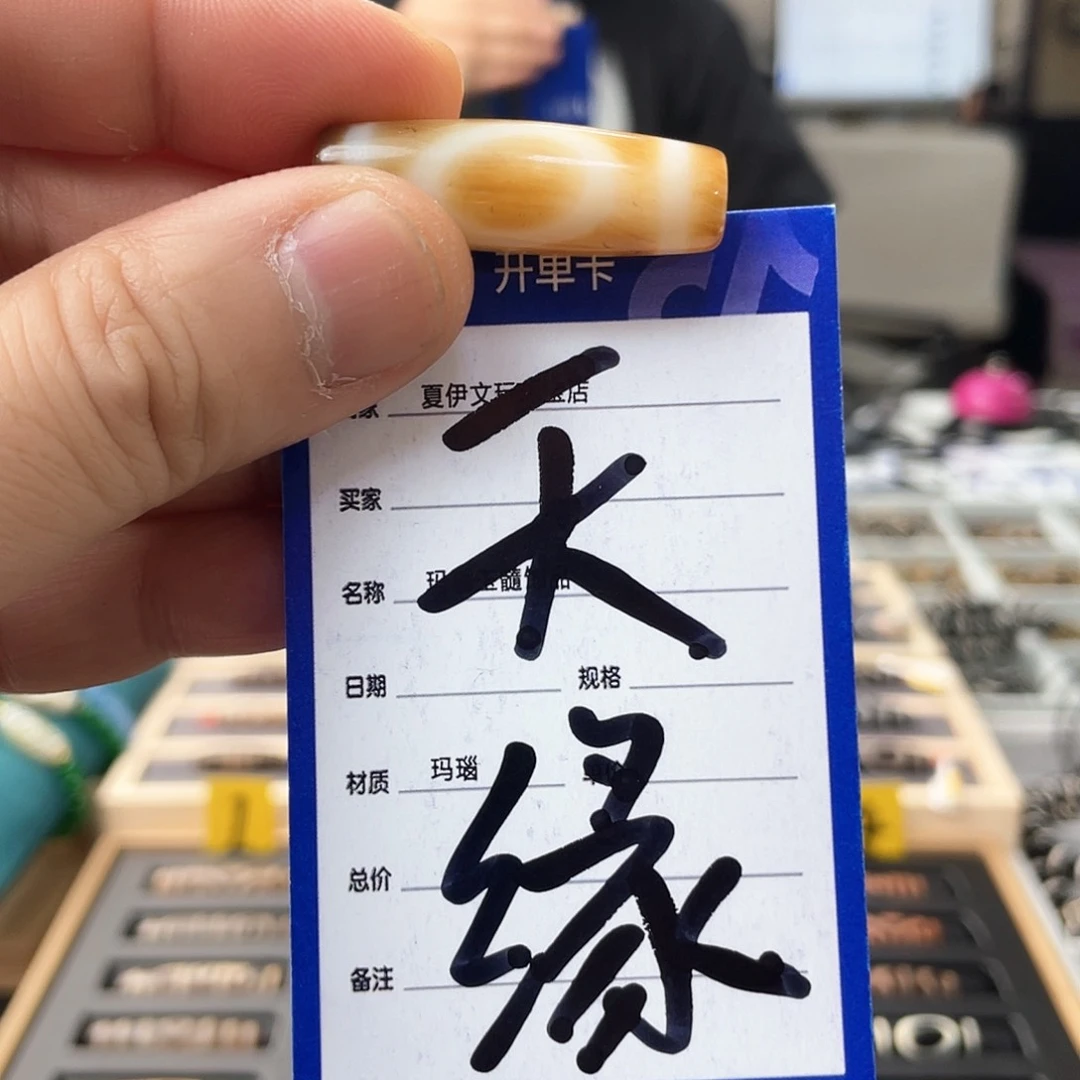 开单卡
家 夏伊文玩 店
买家
名称
日期 规格
材质 玛瑙
总价
备注
天
缘